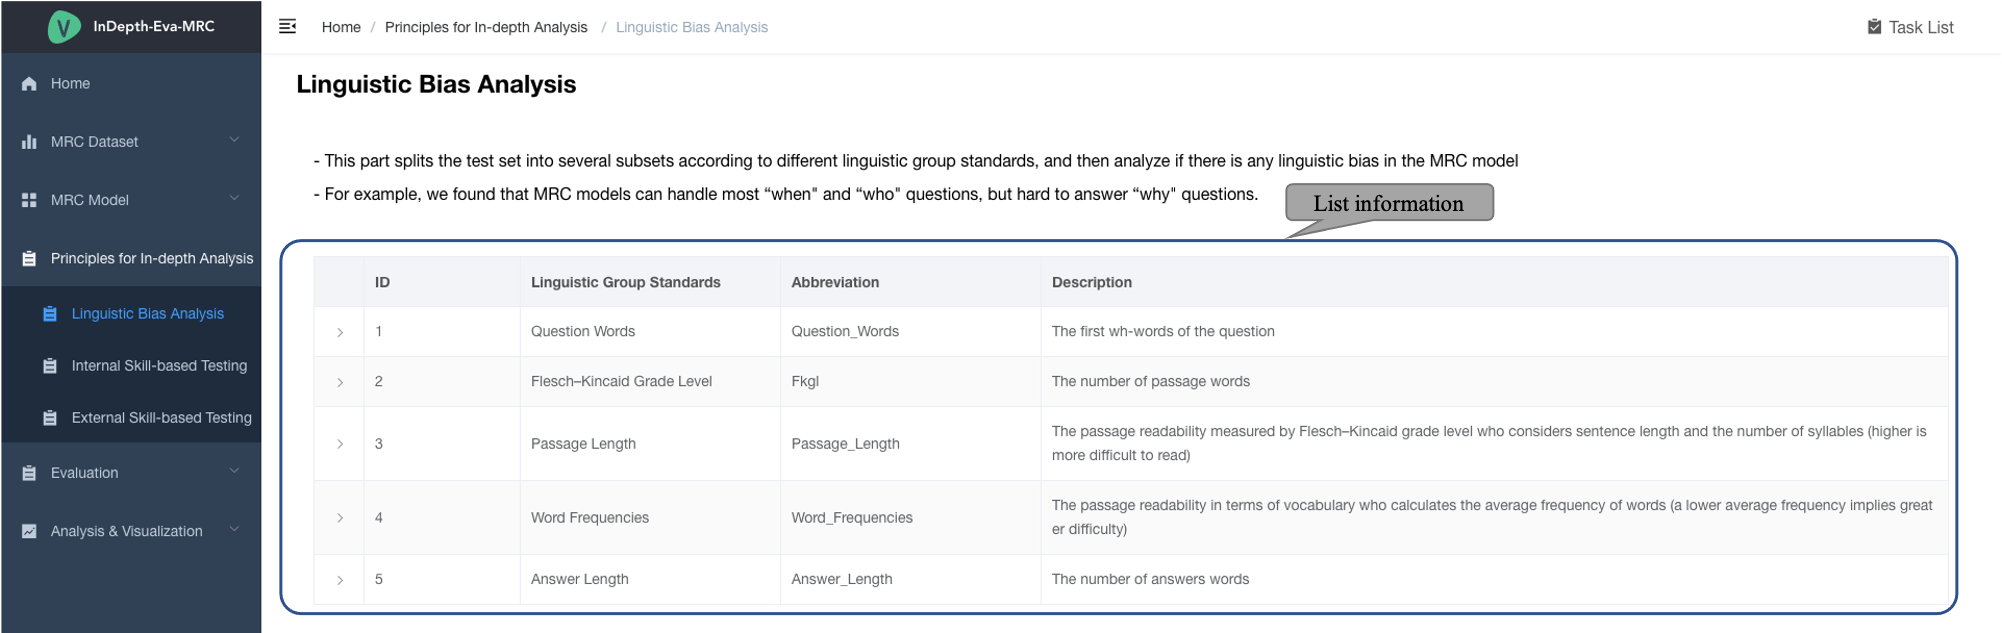 InDepth-Eva-MRC
Home / Principles for In-depth Analysis / Linguistic Bias Analysis
Task List
Home
MRC Dataset
MRC Model
Principles for In-depth Analysis
Linguistic Bias Analysis
Internal Skill-based Testing
External Skill-based Testing
Evaluation
Analysis & Visualization
Linguistic Bias Analysis
- This part splits the test set into several subsets according to different linguistic group standards, and then analyze if there is any linguistic bias in the MRC model
- For example, we found that MRC models can handle most “when" and “who" questions, but hard to answer “why" questions.
List information
ID Linguistic Group Standards Abbreviation Description
1 Question Words Question_Words The first wh-words of the question
2 Flesch–Kincaid Grade Level Fkgl The number of passage words
3 Passage Length Passage_Length The passage readability measured by Flesch–Kincaid grade level who considers sentence length and the number of syllables (higher is
more difficult to read)
4 Word Frequencies Word_Frequencies The passage readability in terms of vocabulary who calculates the average frequency of words (a lower average frequency implies great
er difficulty)
5 Answer Length Answer_Length The number of answers words